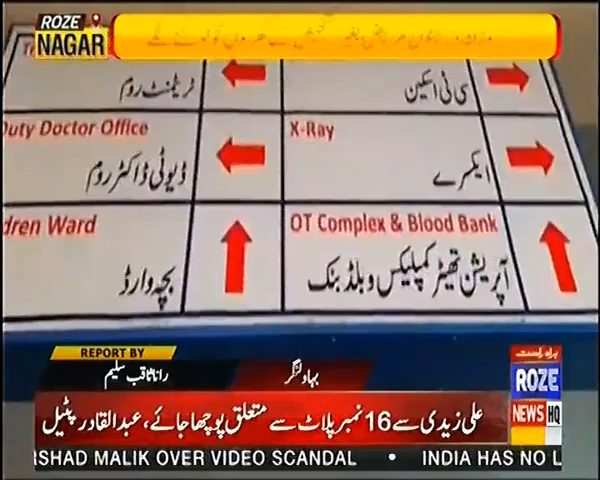 ROZE
NAGAR
ٹریٹمنٹ روم
سی ٹی اسکین
Duty Doctor Office
X-Ray
ڈیوٹی ڈاکٹر روم
ایکسرے
dren Ward
OT Complex & Blood Bank
بچہ وارڈ
آپریشن تھیٹر کمپلیکس و بلڈ بنک
REPORT BY
رانا ثاقب سلیم
بہاولنگر
براہ راست
ROZE
NEWS HQ
علی زیدی سے 16 نمبر پلاٹ سے متعلق پوچھا جائے، عبدالقادر پٹیل
RSHAD MALIK OVER VIDEO SCANDAL • INDIA HAS NO L